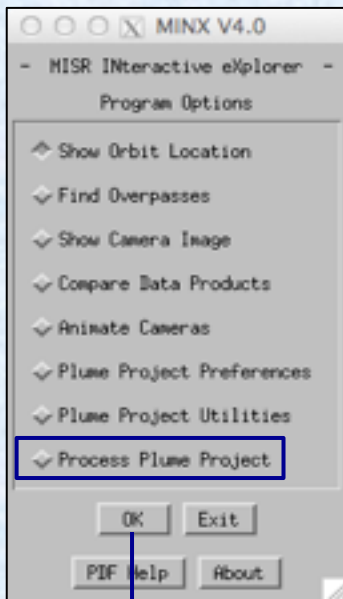 MINX V4.0
- MISR INteractive eXplorer -
Program Options
Show Orbit Location
Find Overpasses
Show Camera Image
Compare Data Products
Animate Cameras
Plume Project Preferences
Plume Project Utilities
Process Plume Project
OK Exit
PDF Help About